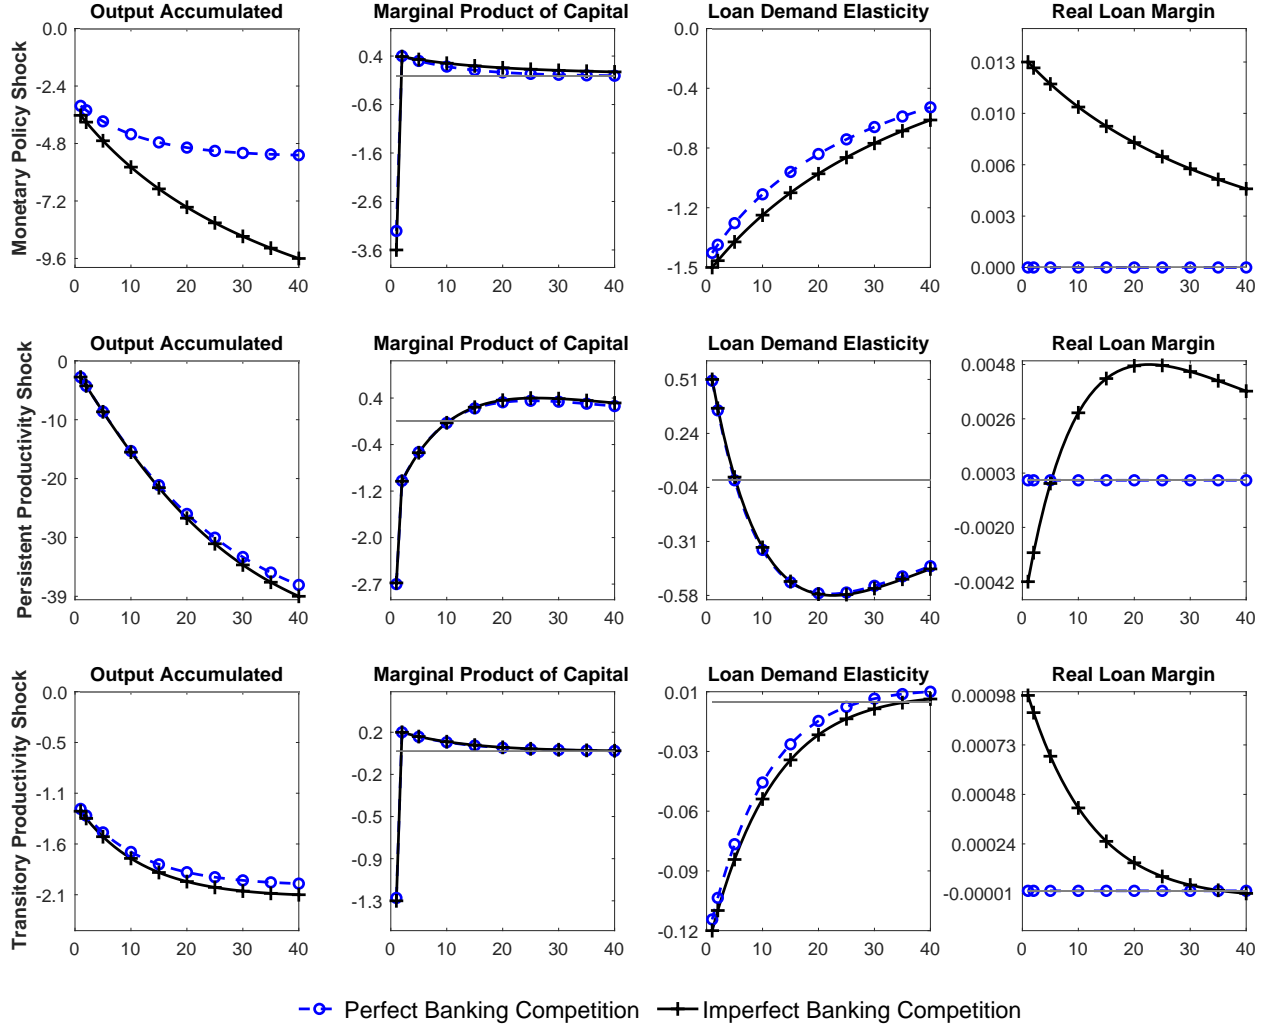 Output Accumulated
Marginal Product of Capital
Loan Demand Elasticity
Real Loan Margin
Monetary Policy Shock
0.0
-2.4
-4.8
-7.2
-9.6
0 10 20 30 40
0.4
-0.6
-1.6
-2.6
-3.6
0 10 20 30 40
0.0
-0.4
-0.8
-1.2
-1.5
0 10 20 30 40
0.013
0.010
0.006
0.003
0.000
0 10 20 30 40
Output Accumulated
Marginal Product of Capital
Loan Demand Elasticity
Real Loan Margin
Persistent Productivity Shock
0
-10
-20
-30
-39
0 10 20 30 40
0.4
-0.4
-1.2
-2.0
-2.7
0 10 20 30 40
0.51
0.24
-0.04
-0.31
-0.58
0 10 20 30 40
0.0048
0.0026
0.0003
-0.0020
-0.0042
0 10 20 30 40
Output Accumulated
Marginal Product of Capital
Loan Demand Elasticity
Real Loan Margin
Transitory Productivity Shock
0.0
-0.5
-1.1
-1.6
-2.1
0 10 20 30 40
0.2
-0.2
-0.5
-0.9
-1.3
0 10 20 30 40
0.01
-0.03
-0.06
-0.09
-0.12
0 10 20 30 40
0.00098
0.00073
0.00048
0.00024
-0.00001
0 10 20 30 40
Perfect Banking Competition
Imperfect Banking Competition